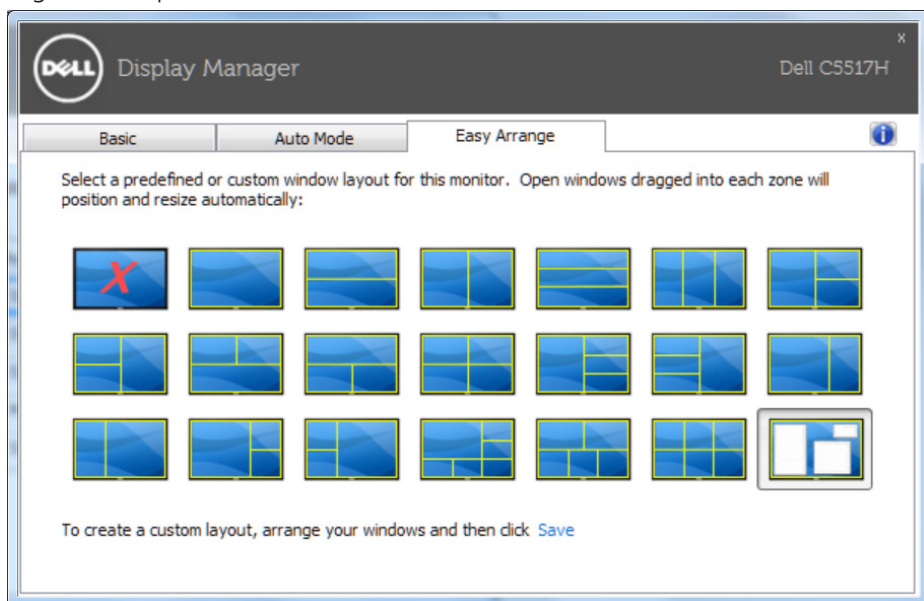 DELL Display Manager
x
Dell C5517H
Basic
Auto Mode
Easy Arrange
Select a predefined or custom window layout for this monitor. Open windows dragged into each zone will
position and resize automatically:
X
To create a custom layout, arrange your windows and then click Save